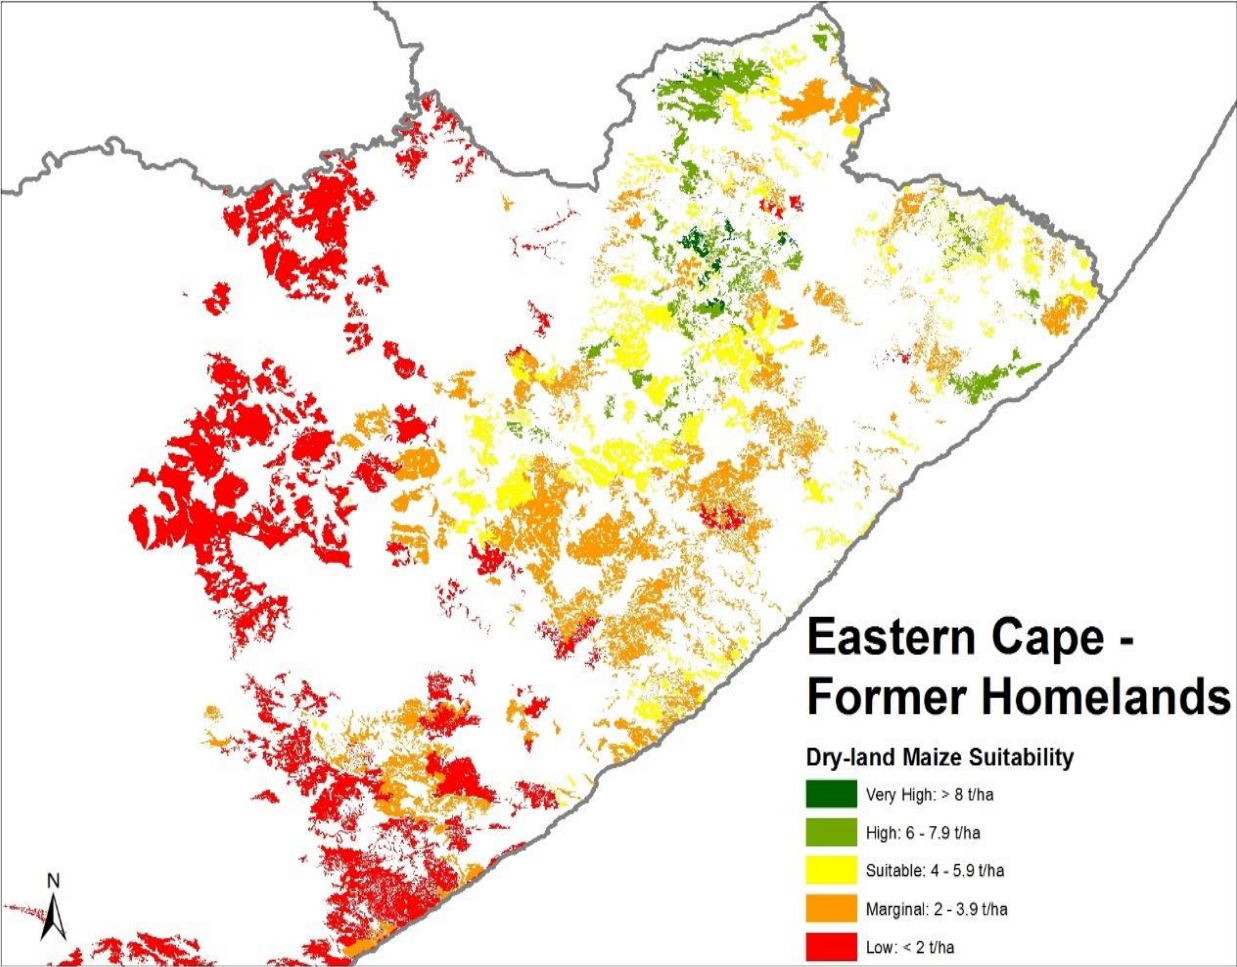 Eastern Cape -
Former Homelands
Dry-land Maize Suitability
Very High: > 8 t/ha
High: 6 - 7.9 t/ha
Suitable: 4 - 5.9 t/ha
Marginal: 2 - 3.9 t/ha
Low: < 2 t/ha
N